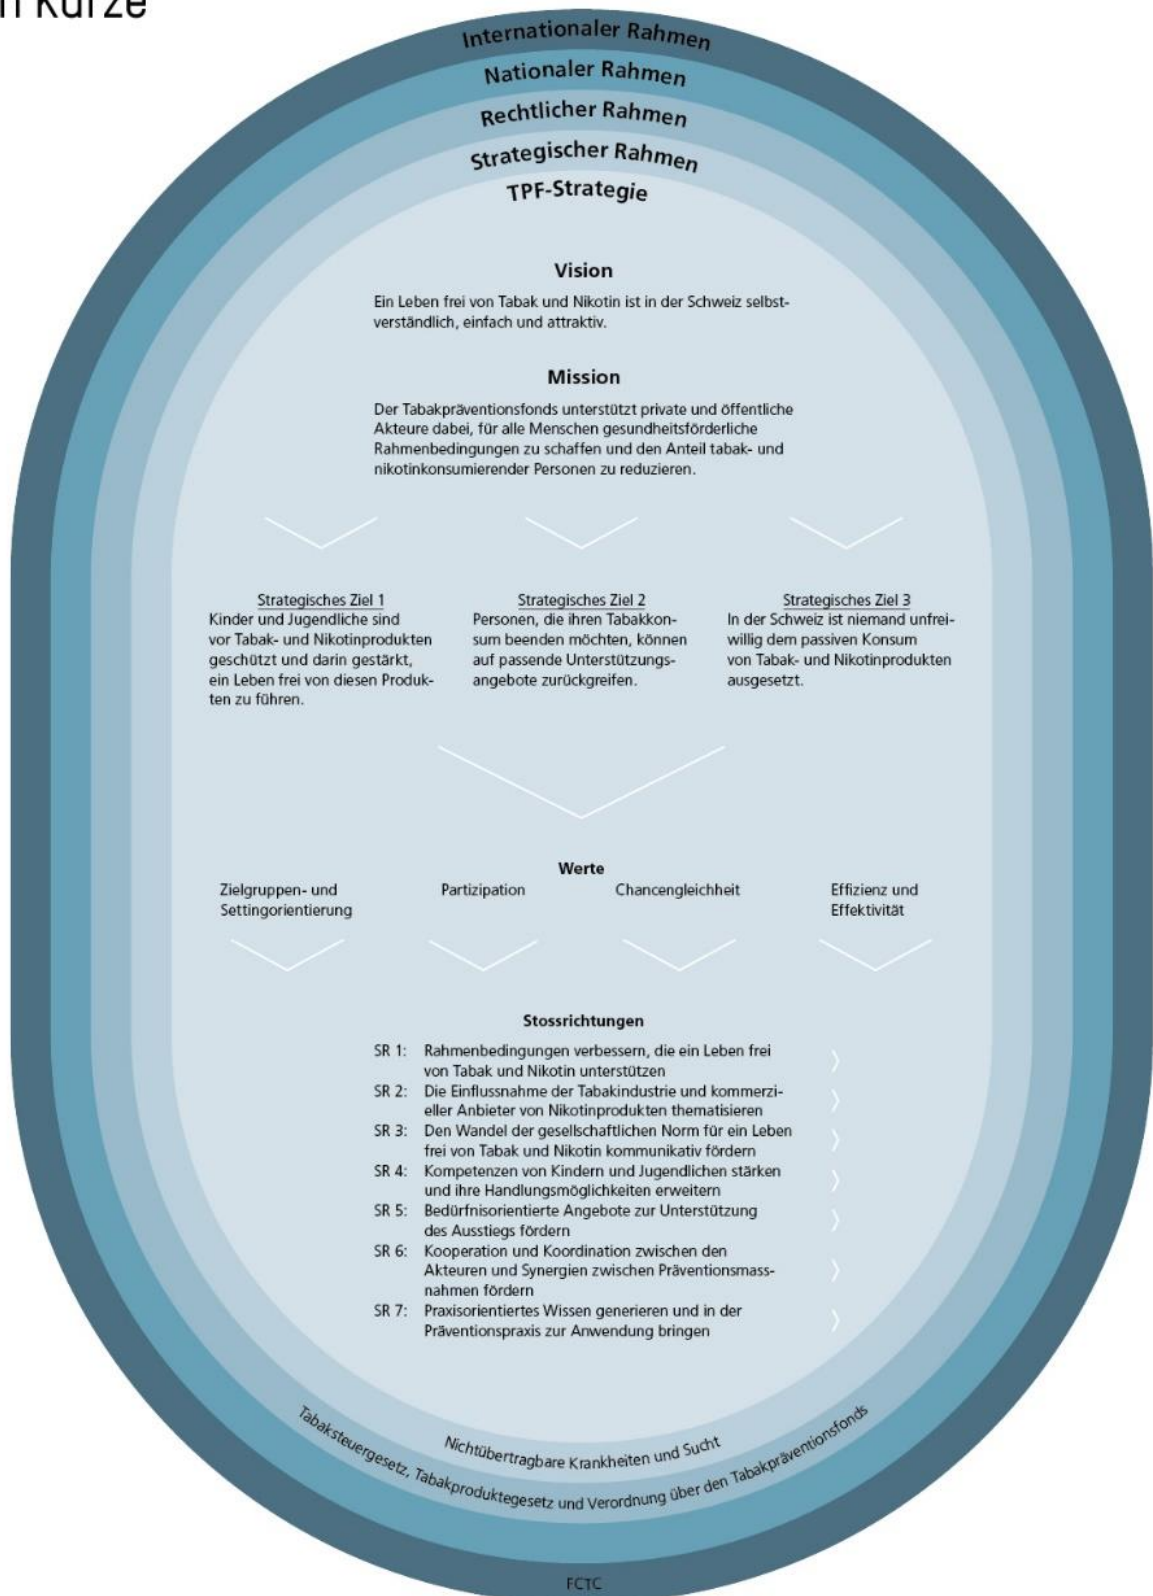 Kürze
Internationaler Rahmen
Nationaler Rahmen
Rechtlicher Rahmen
Strategischer Rahmen
TPF-Strategie
Vision
Ein Leben frei von Tabak und Nikotin ist in der Schweiz selbst-
verständlich, einfach und attraktiv.
Mission
Der Tabakpräventionsfonds unterstützt private und öffentliche
Akteure dabei, für alle Menschen gesundheitsförderliche
Rahmenbedingungen zu schaffen und den Anteil tabak- und
nikotinkonsumierender Personen zu reduzieren.
Strategisches Ziel 1
Kinder und Jugendliche sind
vor Tabak- und Nikotinprodukten
geschützt und darin gestärkt,
ein Leben frei von diesen Produk-
ten zu führen.
Strategisches Ziel 2
Personen, die ihren Tabakkon-
sum beenden möchten, können
auf passende Unterstützungs-
angebote zurückgreifen.
Strategisches Ziel 3
In der Schweiz ist niemand unfrei-
willig dem passiven Konsum
von Tabak- und Nikotinprodukten
ausgesetzt.
Werte
Zielgruppen- und
Settingorientierung
Partizipation
Chancengleichheit
Effizienz und
Effektivität
Stossrichtungen
SR 1: Rahmenbedingungen verbessern, die ein Leben frei
von Tabak und Nikotin unterstützen
SR 2: Die Einflussnahme der Tabakindustrie und kommerzi-
eller Anbieter von Nikotinprodukten thematisieren
SR 3: Den Wandel der gesellschaftlichen Norm für ein Leben
frei von Tabak und Nikotin kommunikativ fördern
SR 4: Kompetenzen von Kindern und Jugendlichen stärken
und ihre Handlungsmöglichkeiten erweitern
SR 5: Bedürfnisorientierte Angebote zur Unterstützung
des Ausstiegs fördern
SR 6: Kooperation und Koordination zwischen den
Akteuren und Synergien zwischen Präventionsmass-
nahmen fördern
SR 7: Praxisorientiertes Wissen generieren und in der
Präventionspraxis zur Anwendung bringen
Nichtübertragbare Krankheiten und Sucht
Tabaksteuergesetz, Tabakproduktegesetz und Verordnung über den Tabakpräventionsfonds
FCTC